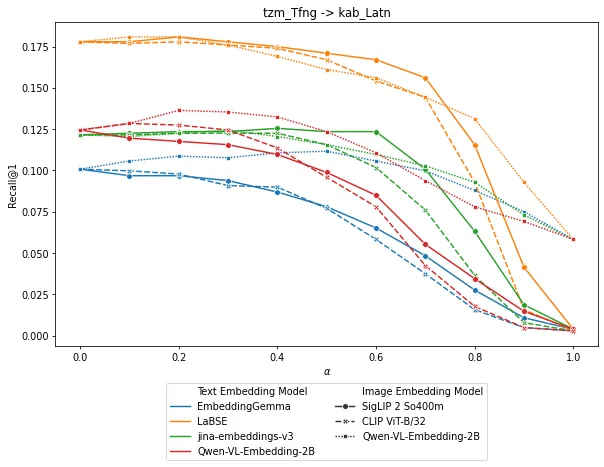 tzm_Tfng -> kab_Latn
Recall@1
0.175
0.150
0.125
0.100
0.075
0.050
0.025
0.000
0.0 0.2 0.4 0.6 0.8 1.0
α
Text Embedding Model
EmbeddingGemma
LaBSE
jina-embeddings-v3
Qwen-VL-Embedding-2B
Image Embedding Model
SigLIP 2 So400m
CLIP ViT-B/32
Qwen-VL-Embedding-2B